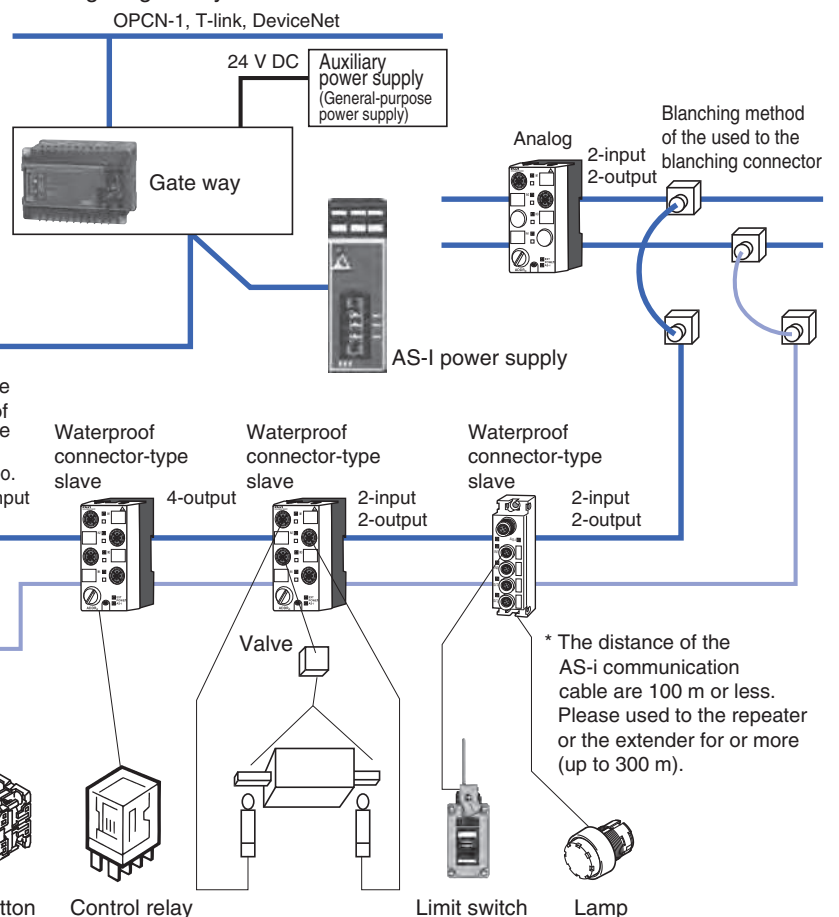 OPCN-1, T-link, DeviceNet
24 V DC
Auxiliary
power supply
(General-purpose
power supply)
Gate way
AS-I power supply
Analog
2-input
2-output
Blanching method
of the used to the
blanching connector
Waterproof
connector-type
slave
4-output
Waterproof
connector-type
slave
2-input
2-output
Waterproof
connector-type
slave
2-input
2-output
Valve
* The distance of the
AS-i communication
cable are 100 m or less.
Please used to the repeater
or the extender for or more
(up to 300 m).
Control relay
Limit switch
Lamp